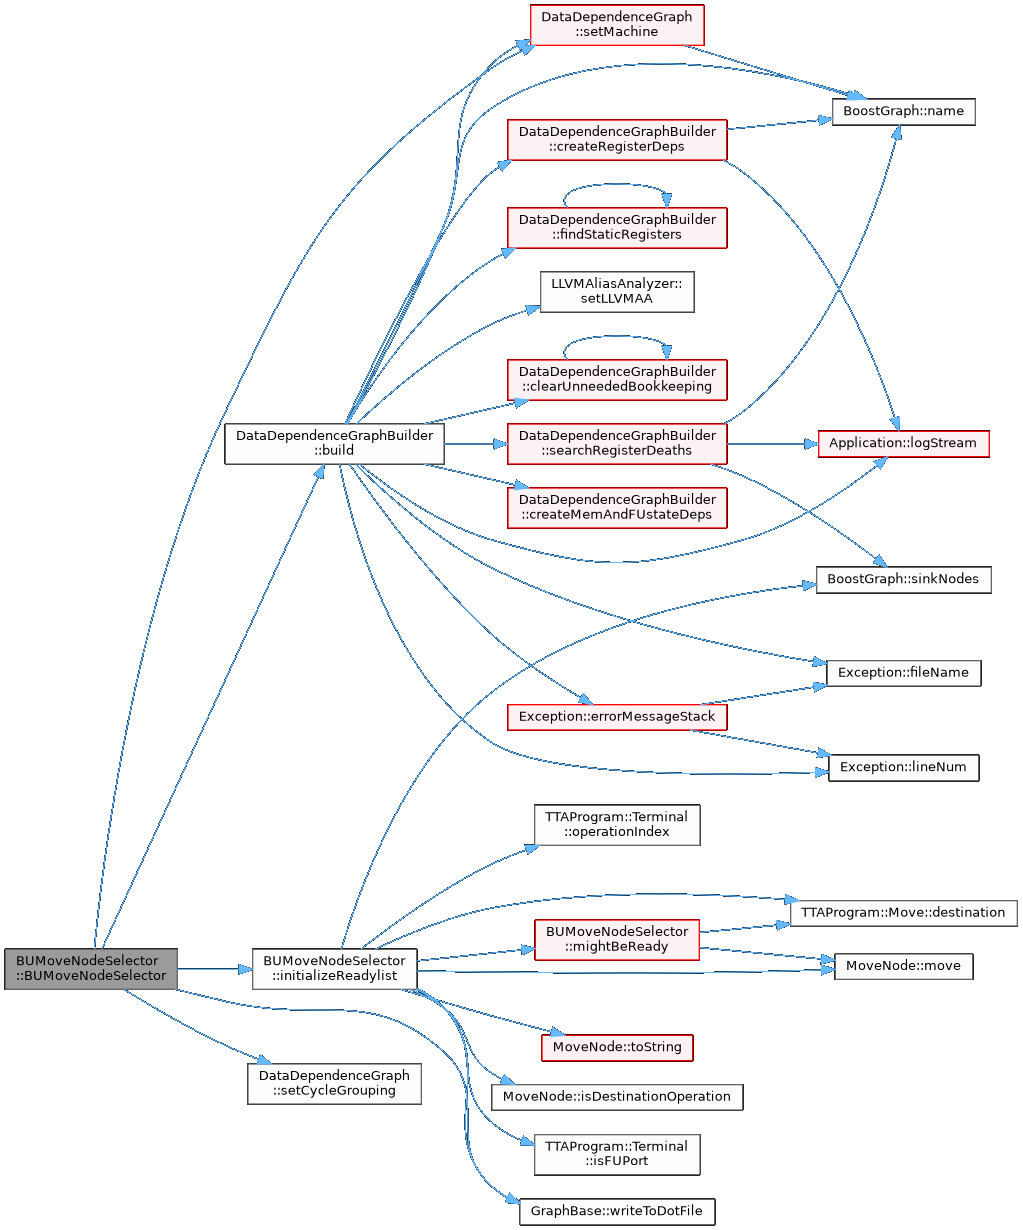 DataDependenceGraph
::setMachine
BoostGraph::name
DataDependenceGraphBuilder
::createRegisterDeps
DataDependenceGraphBuilder
::findStaticRegisters
LLVMAliasAnalyzer::
setLLVMAA
DataDependenceGraphBuilder
::clearUnneededBookkeeping
DataDependenceGraphBuilder
::build
DataDependenceGraphBuilder
::searchRegisterDeaths
Application::logStream
DataDependenceGraphBuilder
::createMemAndFUstateDeps
BoostGraph::sinkNodes
Exception::fileName
Exception::errorMessageStack
Exception::lineNum
TTAProgram::Terminal
::operationIndex
TTAProgram::Move::destination
BUMoveNodeSelector
::mightBeReady
BUMoveNodeSelector
::BUMoveNodeSelector
BUMoveNodeSelector
::initializeReadylist
MoveNode::move
MoveNode::toString
DataDependenceGraph
::setCycleGrouping
MoveNode::isDestinationOperation
TTAProgram::Terminal
::isFUPort
GraphBase::writeToDotFile